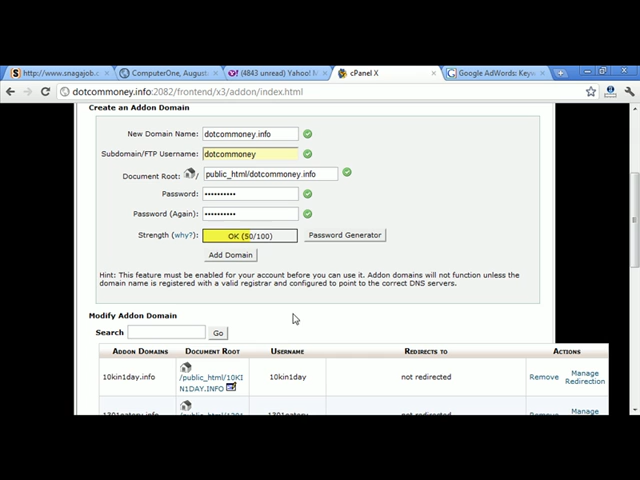 http://www.snagajob.c
ComputerOne, August
(4843 unread) Yahoo! M
cPanel X
Google AdWords: Keyw
dotcommoney.info:2082/frontend/x3/addon/index.html
Create an Addon Domain
New Domain Name: dotcommoney.info
Subdomain/FTP Username: dotcommoney
Document Root: / public_html/dotcommoney.info
Password: ••••••••••
Password (Again): ••••••••••
Strength (why?): OK (50/100) Password Generator
Add Domain
Hint: This feature must be enabled for your account before you can use it. Addon domains will not function unless the
domain name is registered with a valid registrar and configured to point to the correct DNS servers.
Modify Addon Domain
Search Go
ADDON DOMAINS DOCUMENT ROOT USERNAME REDIRECTS TO ACTIONS
10kin1day.info /public_html/10KI
N1DAY.INFO 10kin1day not redirected Remove Manage
Redirection